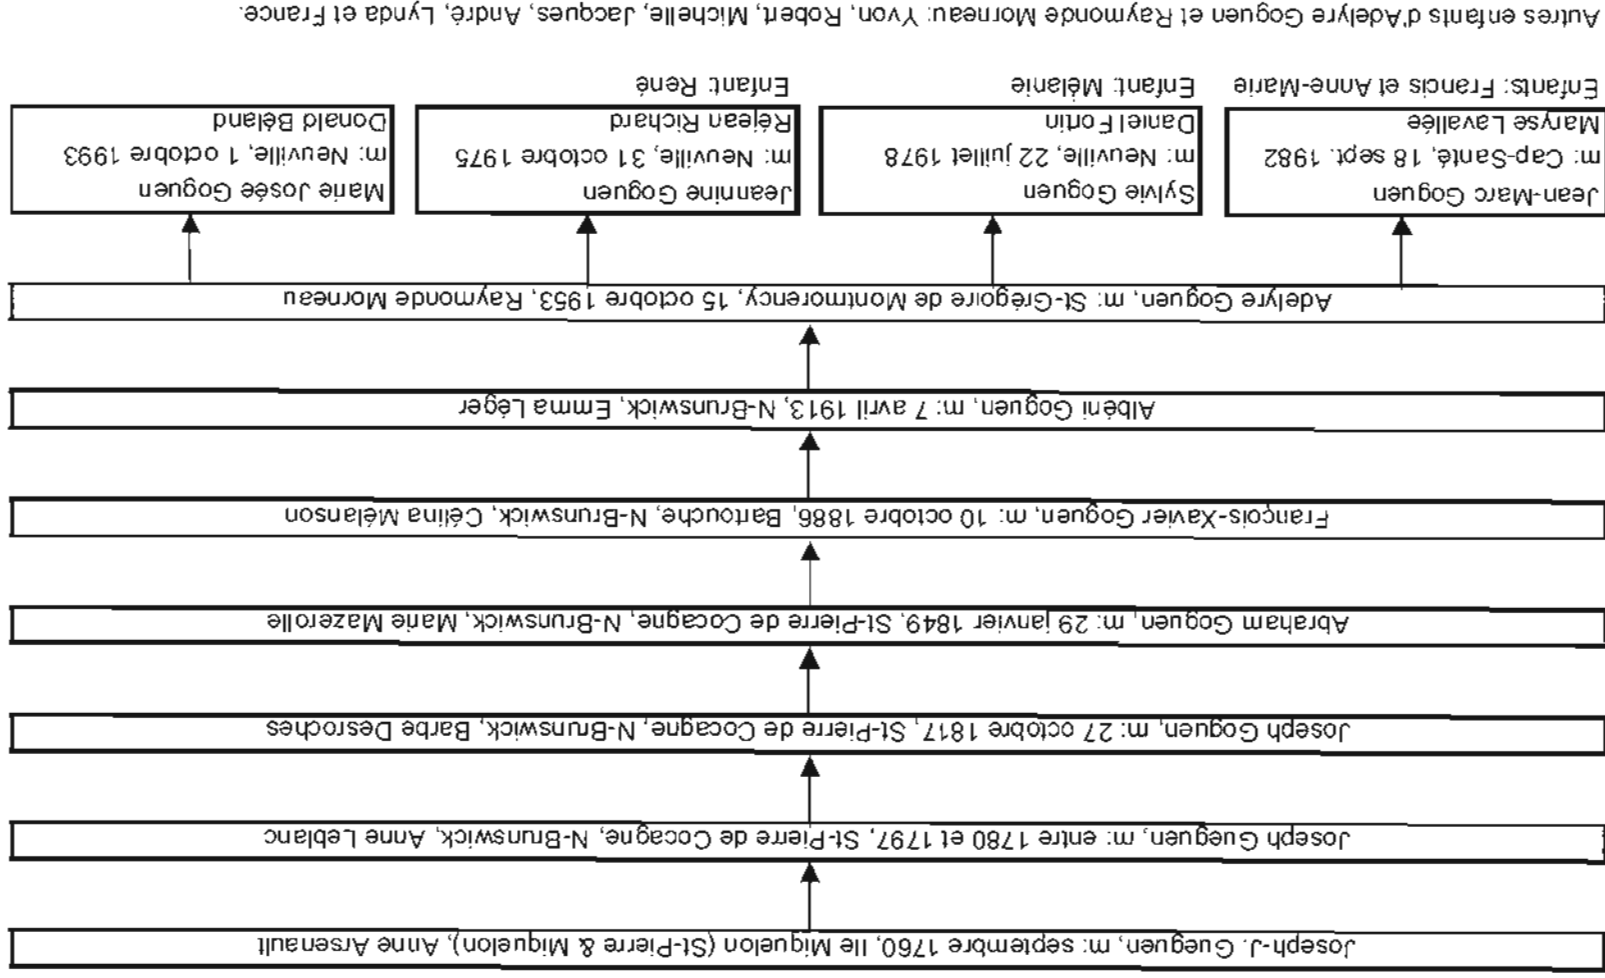 Joseph-J. Gueguen, m: septembre 1760, Ile Miquelon (St-Pierre & Miquelon), Anne Arsenault
Joseph Gueguen, m: entre 1780 et 1797, St-Pierre de Cocagne, N-Brunswick, Anne Leblanc
Joseph Goguen, m: 27 octobre 1817, St-Pierre de Cocagne, N-Brunswick, Barbe Desroches
Abraham Goguen, m: 29 janvier 1849, St-Pierre de Cocagne, N-Brunswick, Marie Mazerolle
François-Xavier Goguen, m: 10 octobre 1886, Bartouche, N-Brunswick, Célina Mélanson
Albéni Goguen, m: 7 avril 1913, N-Brunswick, Emma Léger
Adelyre Goguen, m: St-Grégoire de Montmorency, 15 octobre 1953, Raymonde Morneau
Jean-Marc Goguen
m: Cap-Santé, 18 sept. 1982
Maryse Lavallée
Enfants: Francis et Anne-Marie
Sylvie Goguen
m: Neuville, 22 juillet 1978
Daniel Fortin
Enfant: Mélanie
Jeannine Goguen
m: Neuville, 31 octobre 1975
Réjean Richard
Enfant: René
Marie Josée Goguen
m: Neuville, 1 octobre 1993
Donald Béland
Autres enfants d'Adelyre Goguen et Raymonde Morneau: Yvon, Robert, Michelle, Jacques, André, Lynda et France.